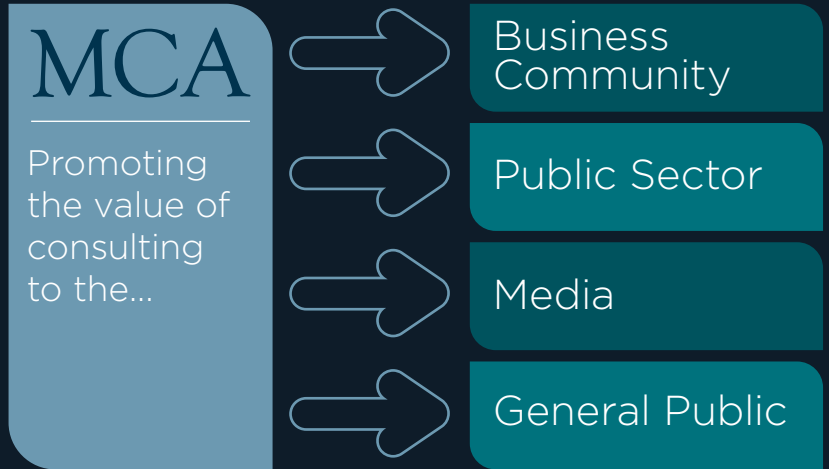 MCA
Promoting
the value of
consulting
to the...
Business
Community
Public Sector
Media
General Public